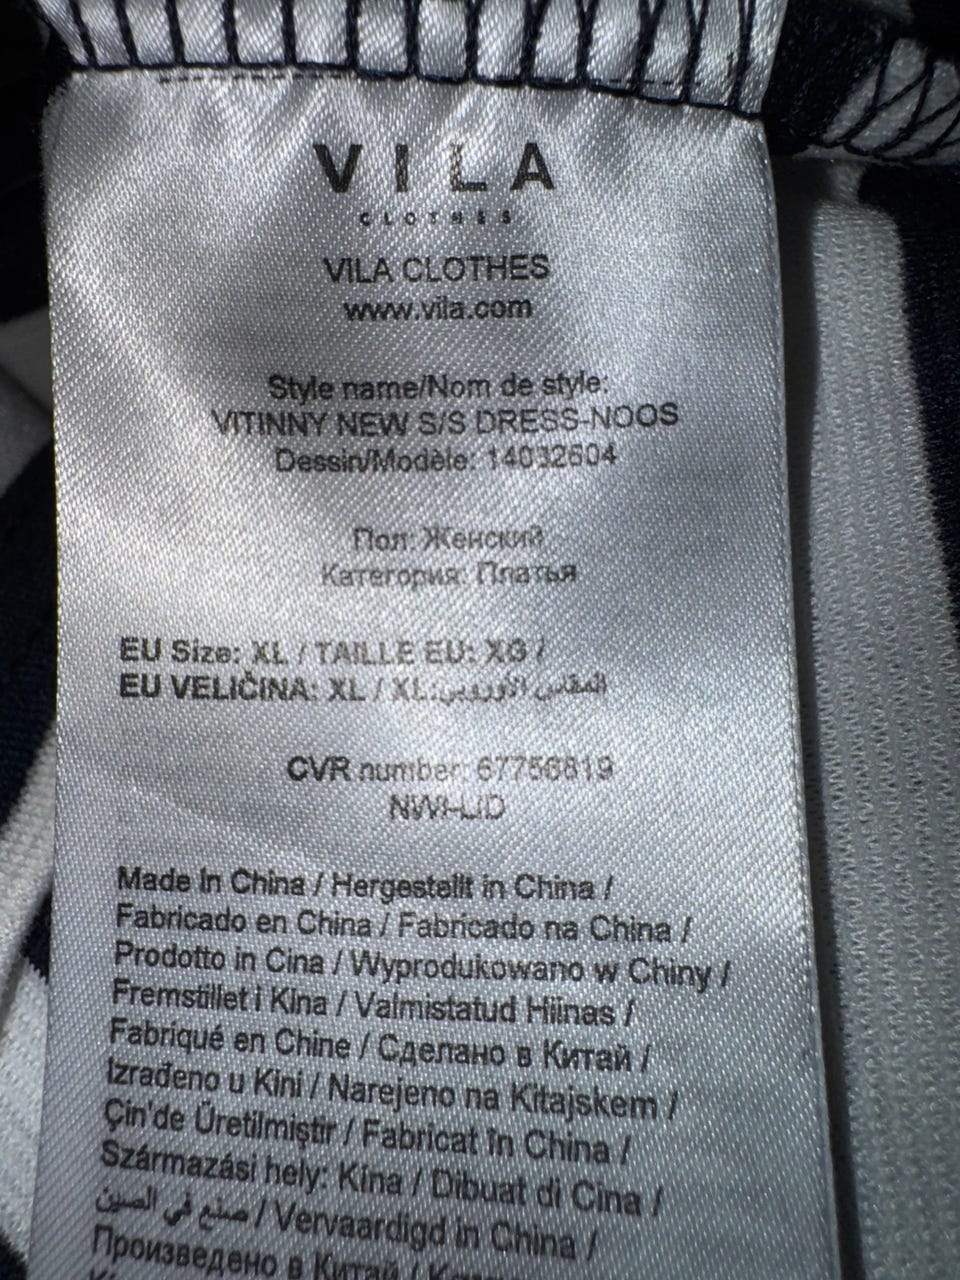 VILA
CLOTHES
VILA CLOTHES
www.vila.com
Style name/Nom de style:
VITINNY NEW S/S DRESS-NOOS
Dessin/Modèle: 14032604
Пол: Женский
Категория: Платья
EU Size: XL / TAILLE EU: XG /
EU VELIČINA: XL / XL:المقاس الأوروبي
CVR number: 67756819
NWHJD
Made in China / Hergestellt in China /
Fabricado en China / Fabricado na China /
Prodotto in Cina / Wyprodukowano w Chiny /
Fremstillet i Kina / Valmistatud Hiinas /
Fabriqué en Chine / Сделано в Китай /
Izrađeno u Kini / Narejeno na Kitajskem /
Çin'de Üretilmiştir / Fabricat în China /
Származási hely: Kína / Dibuat di Cina /
صنع في الصين / Vervaardigd in China /
Произведено в Китай /